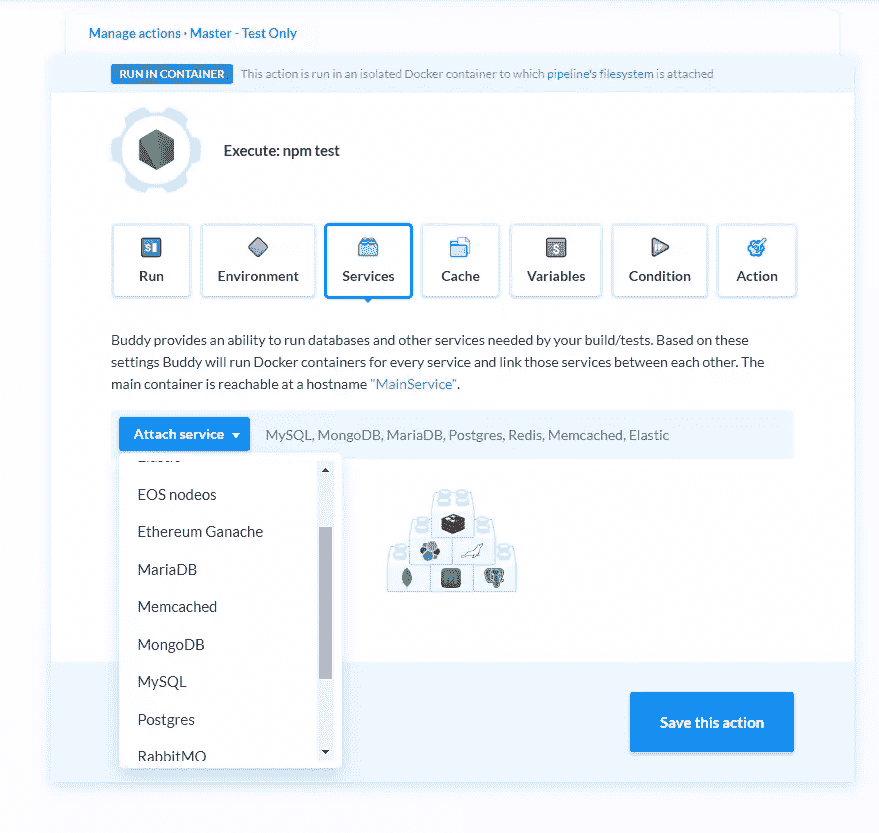 Manage actions › Master - Test Only
RUN IN CONTAINER This action is run in an isolated Docker container to which pipeline's filesystem is attached
Execute: npm test
Run Environment Services Cache Variables Condition Action
Buddy provides an ability to run databases and other services needed by your build/tests. Based on these
settings Buddy will run Docker containers for every service and link those services between each other. The
main container is reachable at a hostname "MainService".
Attach service MySQL, MongoDB, MariaDB, Postgres, Redis, Memcached, Elastic
EOS nodeos
Ethereum Ganache
MariaDB
Memcached
MongoDB
MySQL
Postgres
RabbitMQ
Save this action